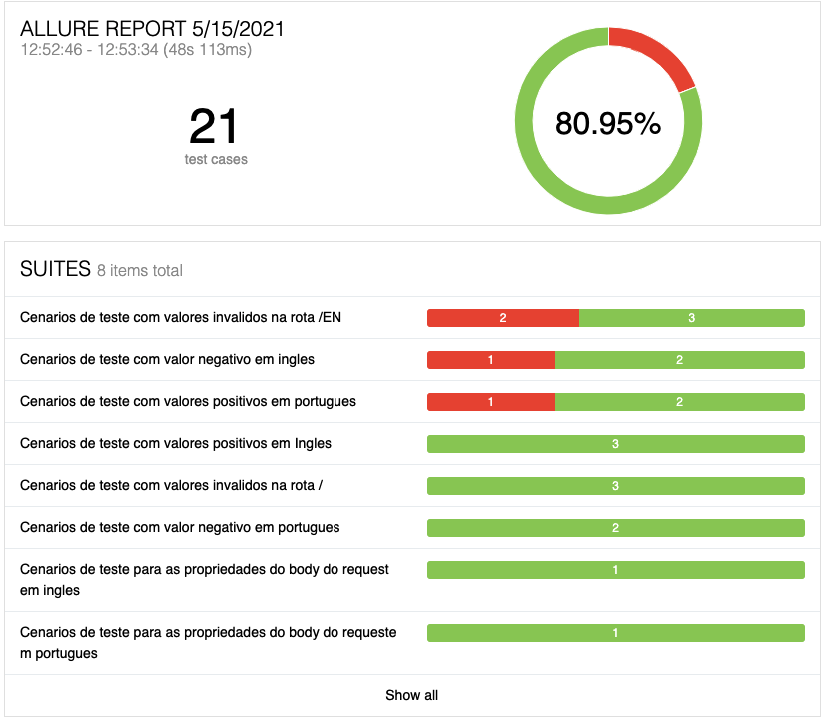 ALLURE REPORT 5/15/2021
12:52:46 - 12:53:34 (48s 113ms)
21
test cases
80.95%
SUITES 8 items total
Cenarios de teste com valores invalidos na rota /EN
2 3
Cenarios de teste com valor negativo em ingles
1 2
Cenarios de teste com valores positivos em portugues
1 2
Cenarios de teste com valores positivos em Ingles
3
Cenarios de teste com valores invalidos na rota /
3
Cenarios de teste com valor negativo em portugues
2
Cenarios de teste para as propriedades do body do request
em ingles
1
Cenarios de teste para as propriedades do body do requeste
m portugues
1
Show all